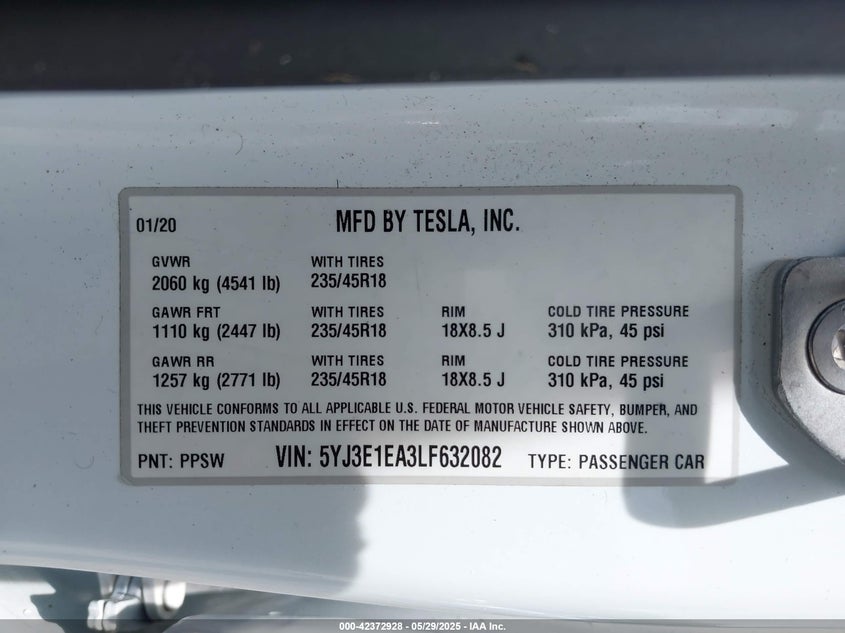 01/20 MFD BY TESLA, INC.
GVWR WITH TIRES
2060 kg (4541 lb) 235/45R18
GAWR FRT WITH TIRES RIM COLD TIRE PRESSURE
1110 kg (2447 lb) 235/45R18 18X8.5 J 310 kPa, 45 psi
GAWR RR WITH TIRES RIM COLD TIRE PRESSURE
1257 kg (2771 lb) 235/45R18 18X8.5 J 310 kPa, 45 psi
THIS VEHICLE CONFORMS TO ALL APPLICABLE U.S. FEDERAL MOTOR VEHICLE SAFETY, BUMPER, AND
THEFT PREVENTION STANDARDS IN EFFECT ON THE DATE OF MANUFACTURE SHOWN ABOVE.
PNT: PPSW VIN: 5YJ3E1EA3LF632082 TYPE: PASSENGER CAR
000-42372928 - 05/29/2025 - IAA Inc.